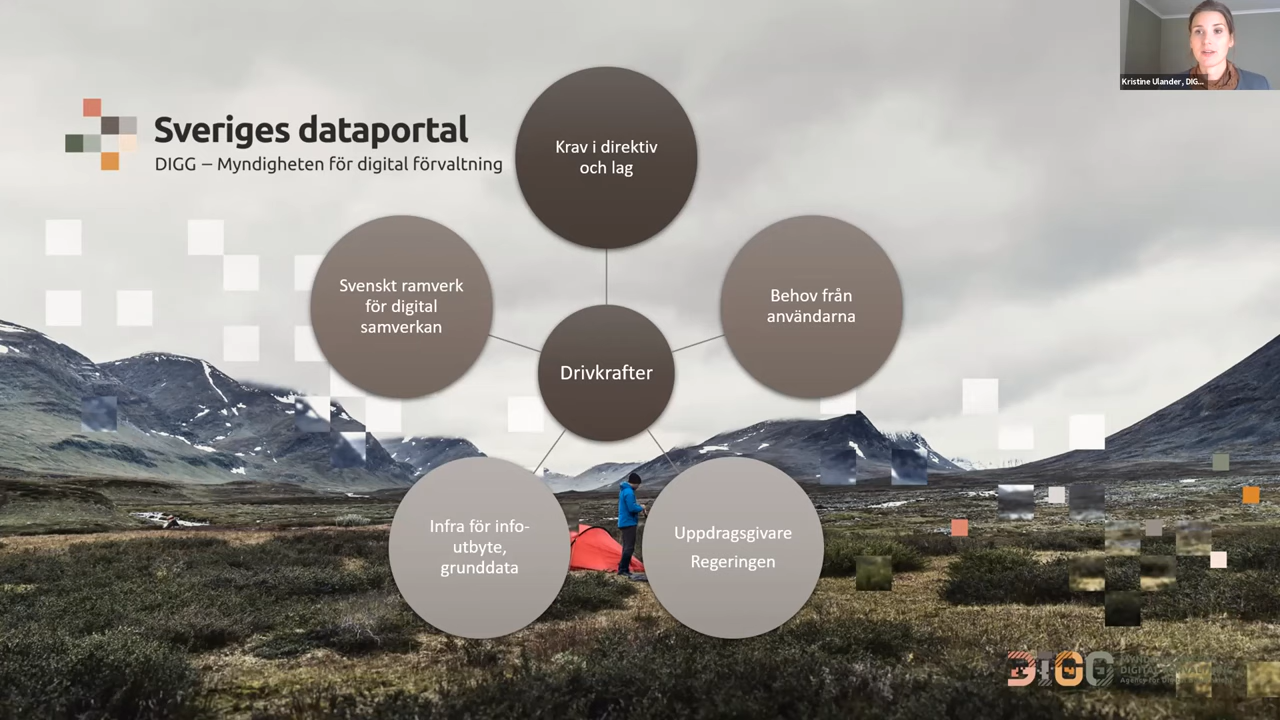 Kristine Ulander, DIG...
Sveriges dataportal
DIGG – Myndigheten för digital förvaltning
Krav i direktiv
och lag
Svenskt ramverk
för digital
samverkan
Behov från
användarna
Drivkrafter
Infra för info-
utbyte,
grunddata
Uppdragsgivare
Regeringen
DIGG